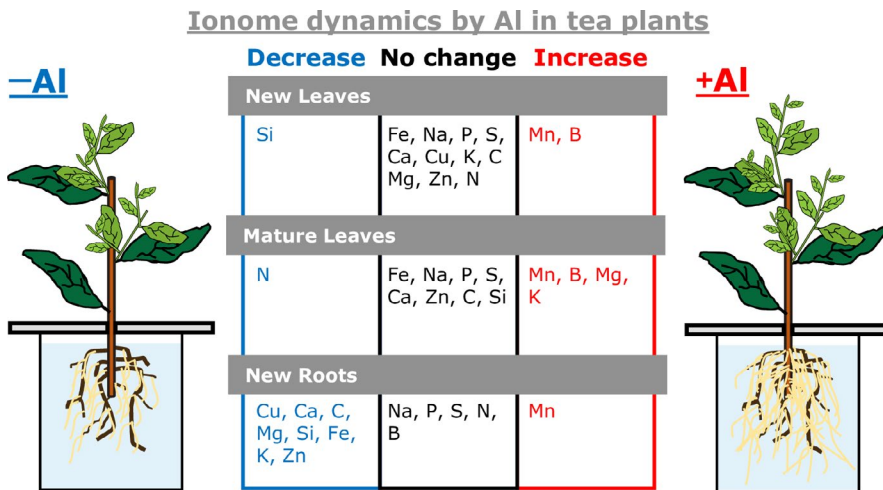 Ionome dynamics by Al in tea plants
Decrease No change Increase
–Al
+Al
New Leaves
Si
Fe, Na, P, S,
Ca, Cu, K, C
Mg, Zn, N
Mn, B
Mature Leaves
N
Fe, Na, P, S,
Ca, Zn, C, Si
Mn, B, Mg,
K
New Roots
Cu, Ca, C,
Mg, Si, Fe,
K, Zn
Na, P, S, N,
B
Mn